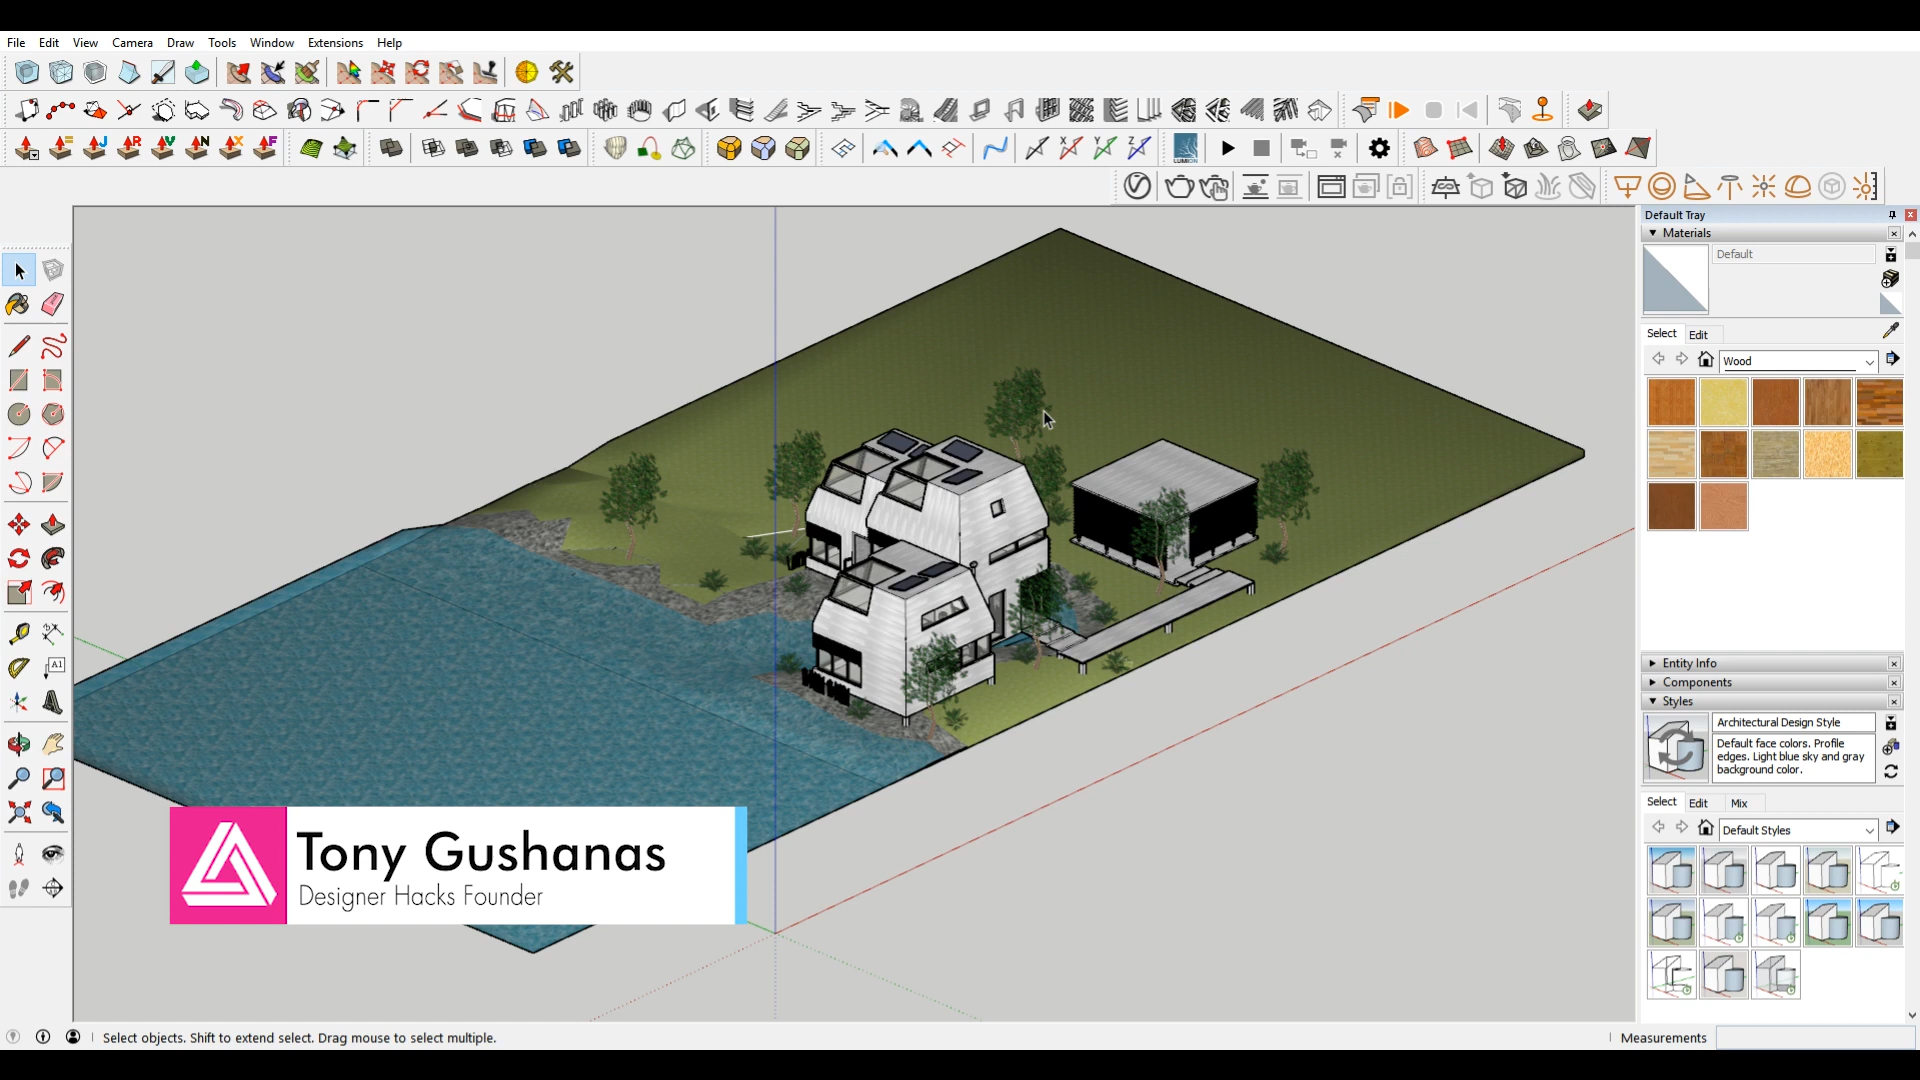 File Edit View Camera Draw Tools Window Extensions Help
J R V N X F
X Y Z
LUMION
Default Tray
Materials
Default
Select Edit
Wood
A1
Entity Info
Components
Styles
Architectural Design Style
Default face colors. Profile
edges. Light blue sky and gray
background color.
Select Edit Mix
Default Styles
Tony Gushanas
Designer Hacks Founder
Select objects. Shift to extend select. Drag mouse to select multiple.
Measurements